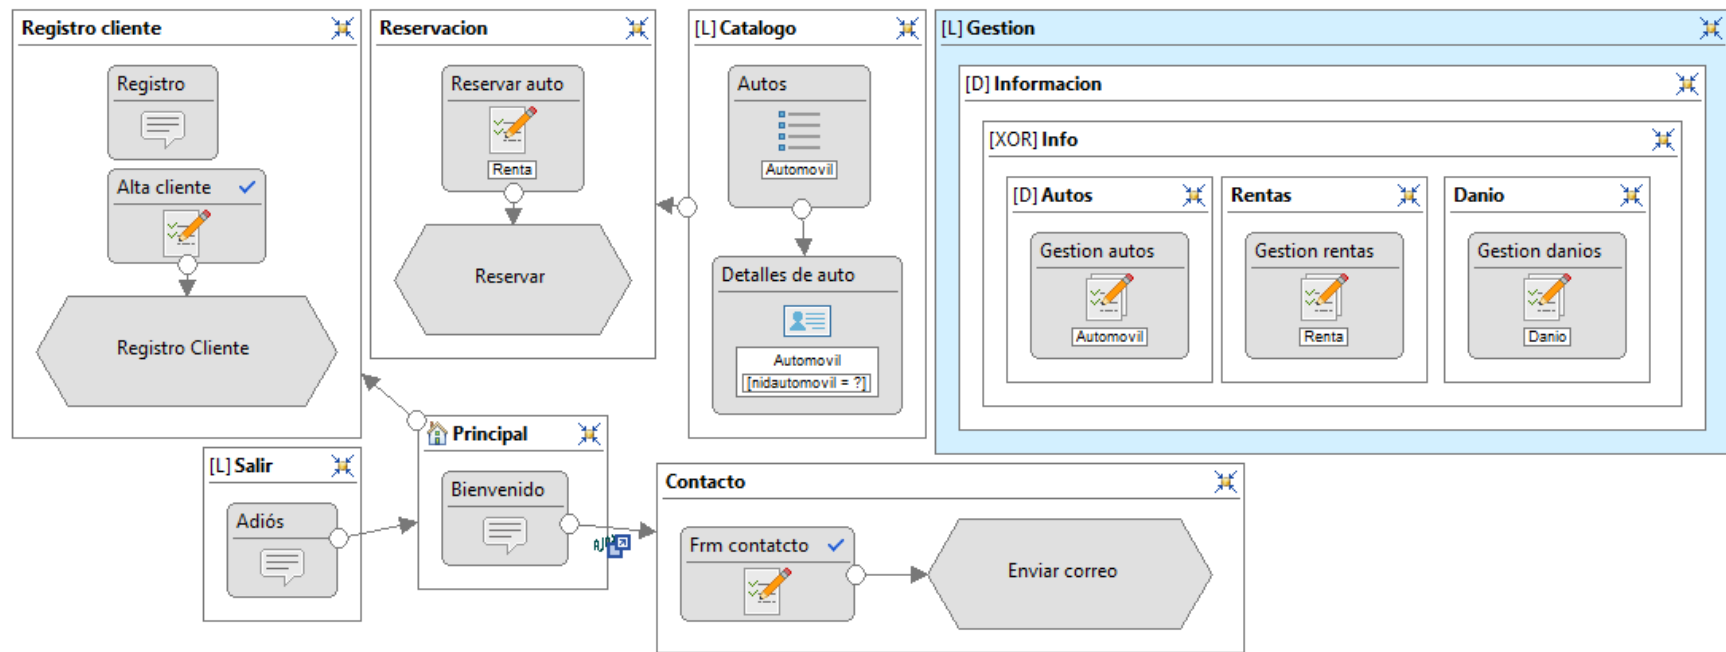 Registro cliente
Registro
Alta cliente
Registro Cliente
Reservacion
Reservar auto
Renta
Reservar
[L] Catalogo
Autos
Automovil
Detalles de auto
Automovil
[nidautomovil = ?]
[L] Gestion
[D] Informacion
[XOR] Info
[D] Autos
Gestion autos
Automovil
Rentas
Gestion rentas
Renta
Danio
Gestion danios
Danio
[L] Salir
Adiós
Principal
Bienvenido
Contacto
Frm contatcto
Enviar correo